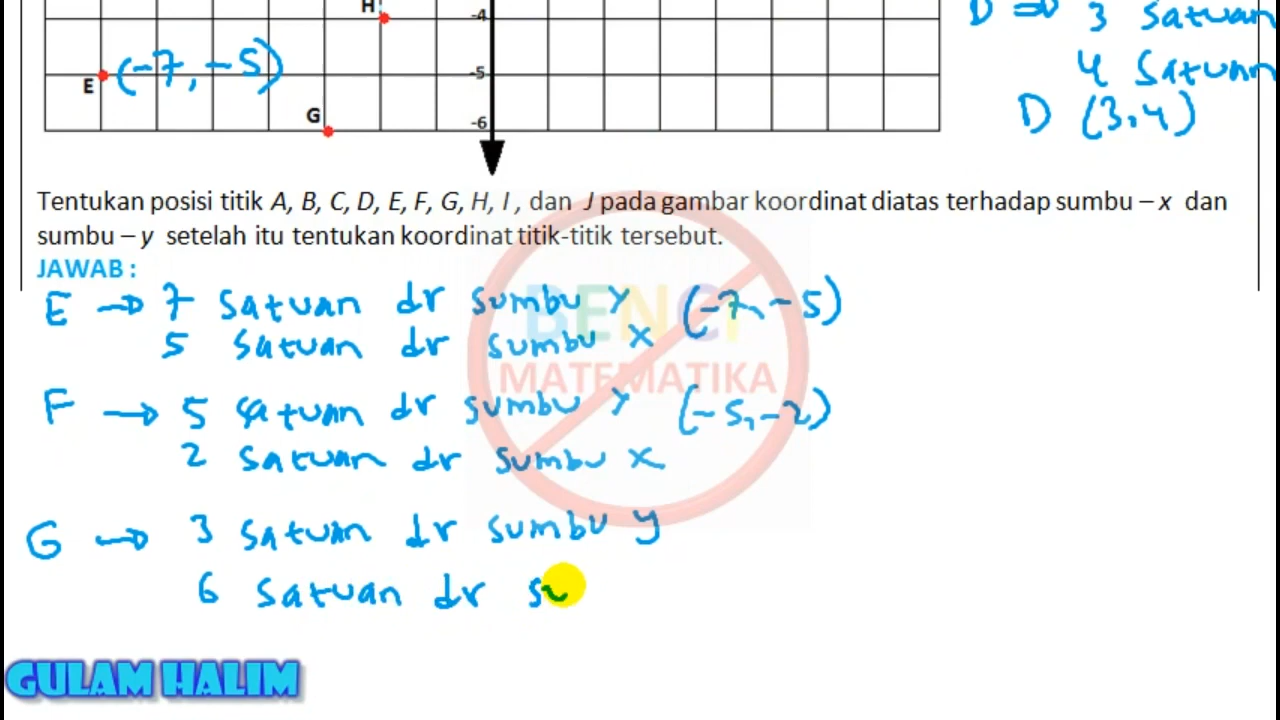 H
-4
D => 3 satuan
(-7, -5)
-5
4 satuan
E
G
-6
D (3,4)
Tentukan posisi titik A, B, C, D, E, F, G, H, I , dan J pada gambar koordinat diatas terhadap sumbu – x dan
sumbu – y setelah itu tentukan koordinat titik-titik tersebut.
JAWAB :
E → 7 satuan dr sumbu y (-7, -5)
5 satuan dr sumbu x
F → 5 satuan dr sumbu y (-5, -2)
2 satuan dr sumbu x
G → 3 satuan dr sumbu y
6 satuan dr su
BENCI
MATEMATIKA
GULAM HALIM